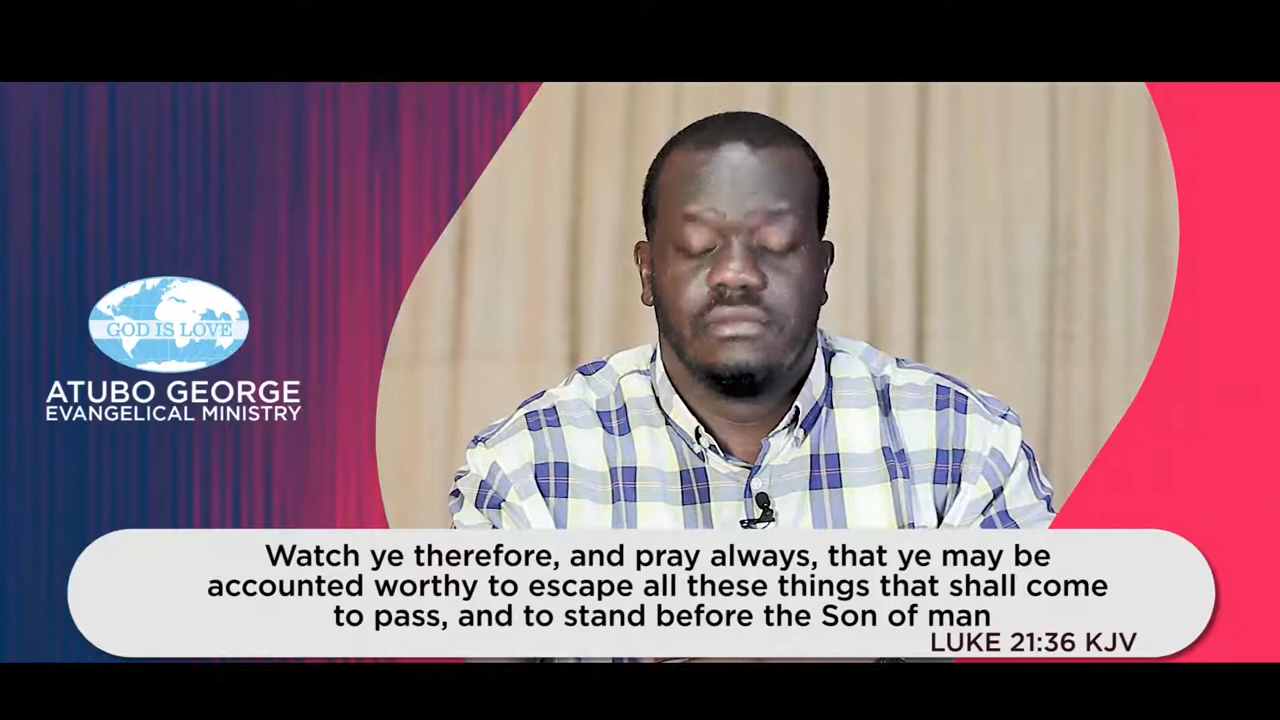 GOD IS LOVE
ATUBO GEORGE
EVANGELICAL MINISTRY
Watch ye therefore, and pray always, that ye may be
accounted worthy to escape all these things that shall come
to pass, and to stand before the Son of man
LUKE 21:36 KJV